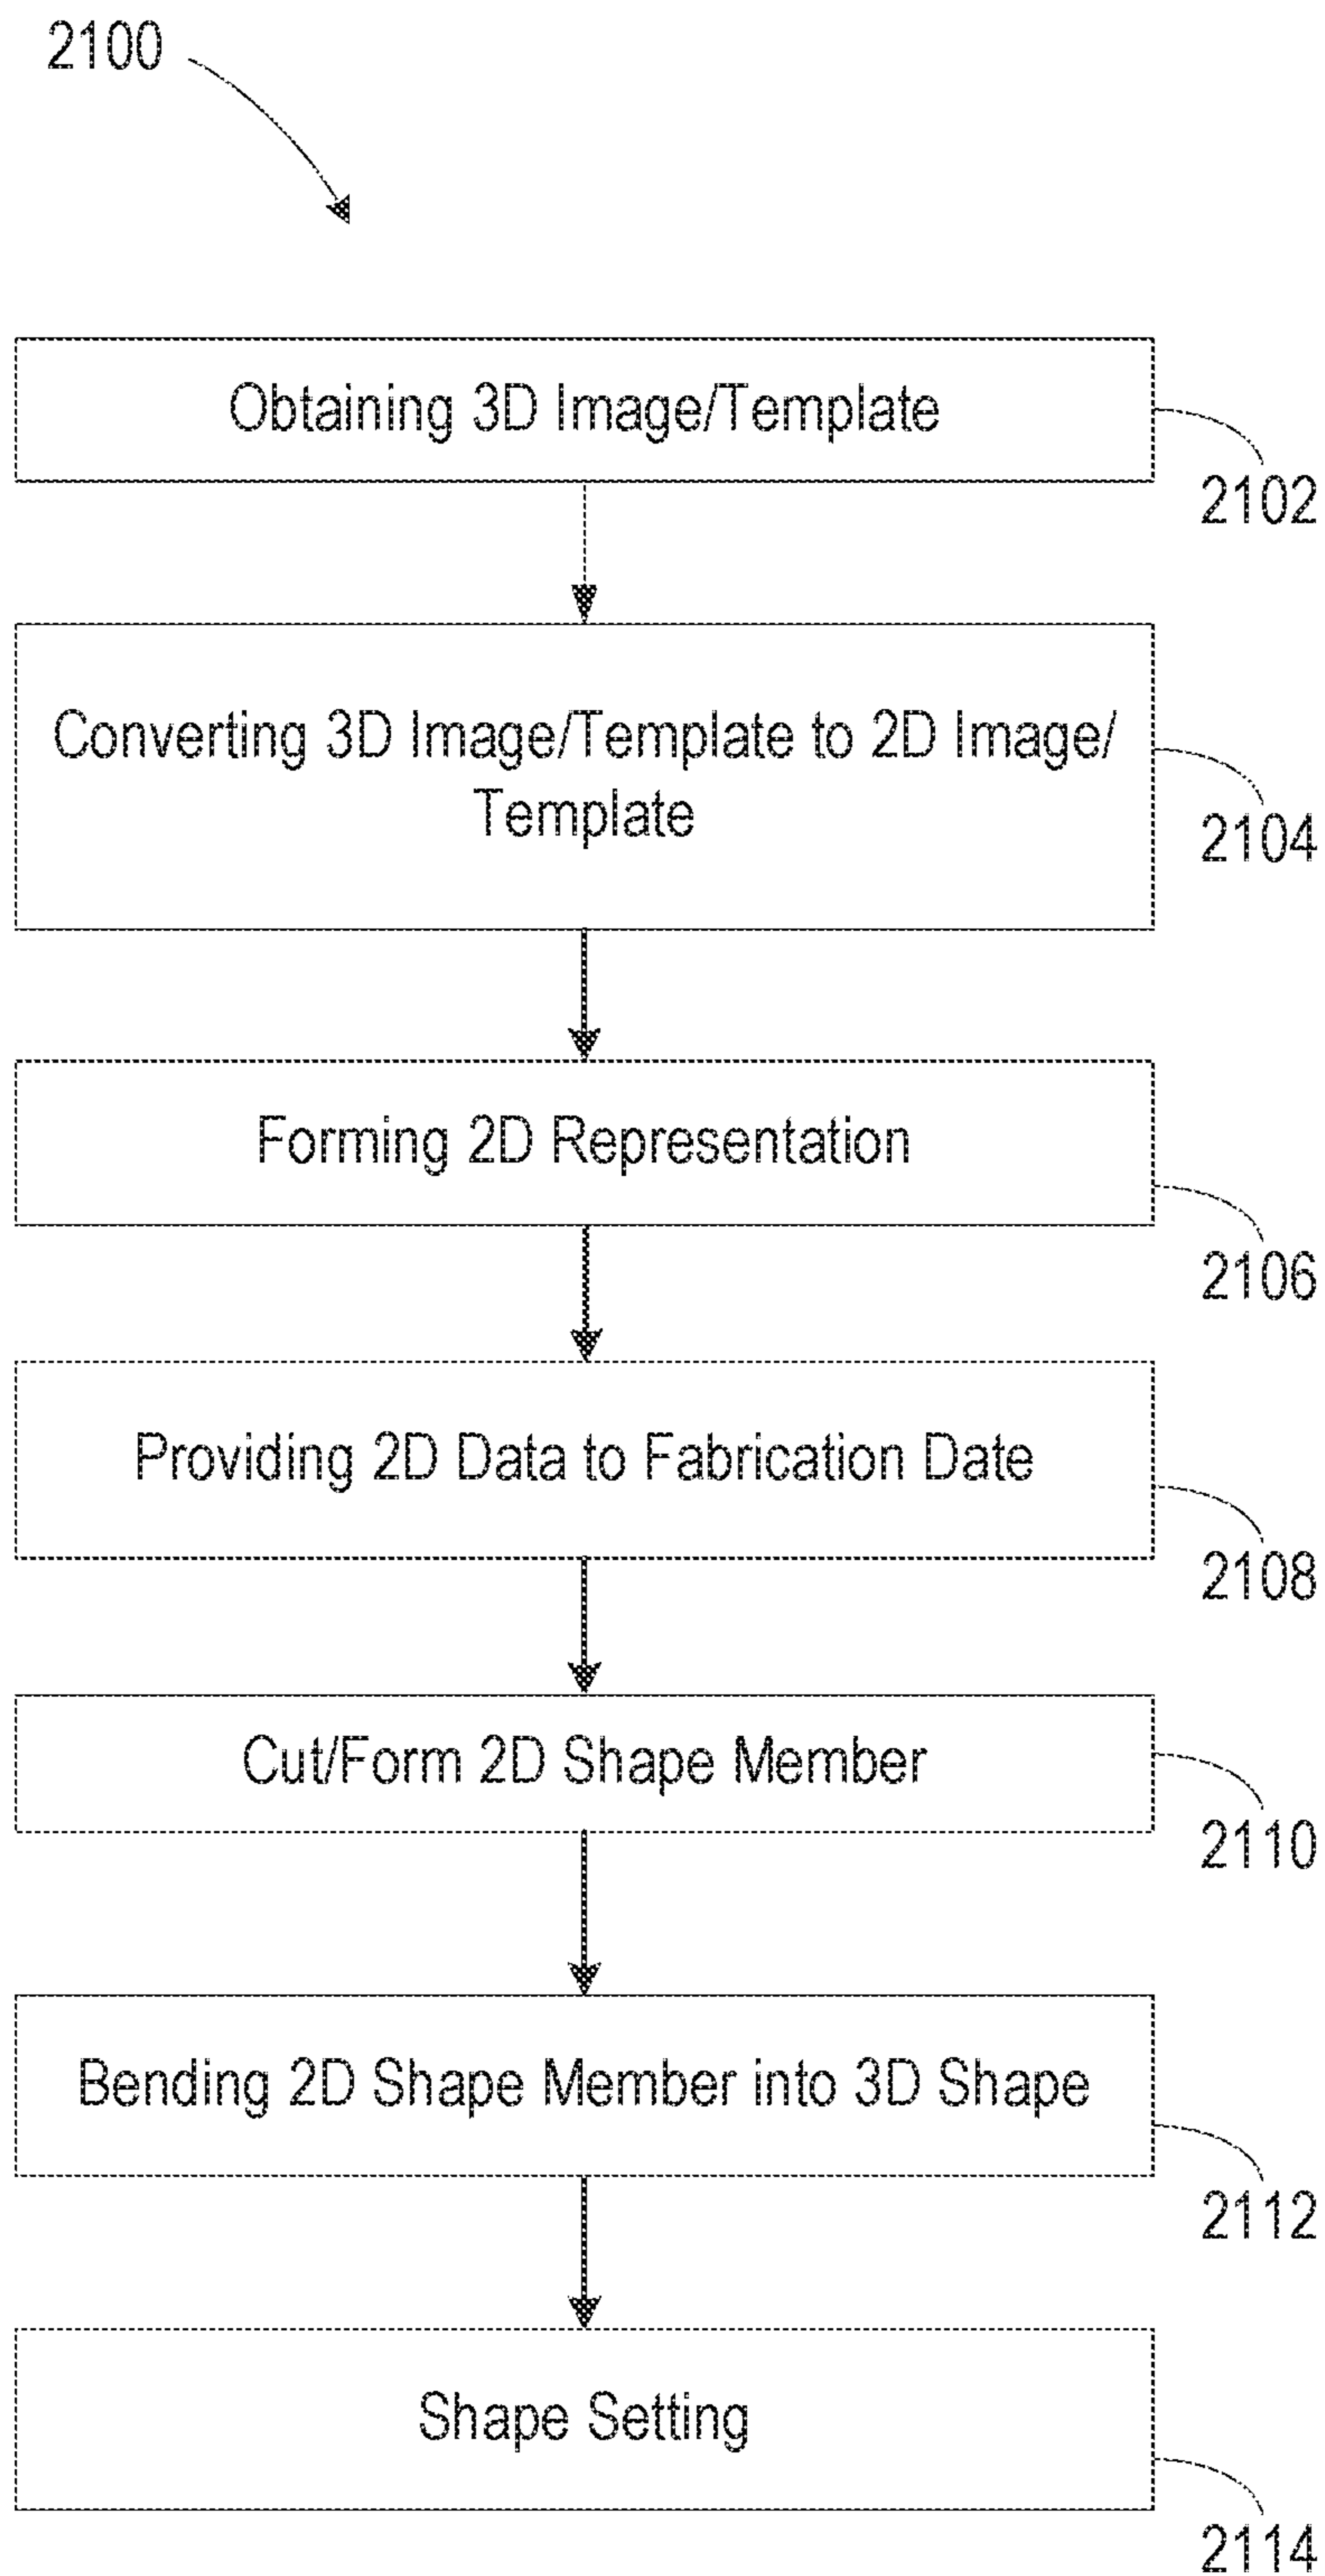 2100
Obtaining 3D Image/Template
2102
Converting 3D Image/Template to 2D Image/
Template
2104
Forming 2D Representation
2106
Providing 2D Data to Fabrication Date
2108
Cut/Form 2D Shape Member
2110
Bending 2D Shape Member into 3D Shape
2112
Shape Setting
2114